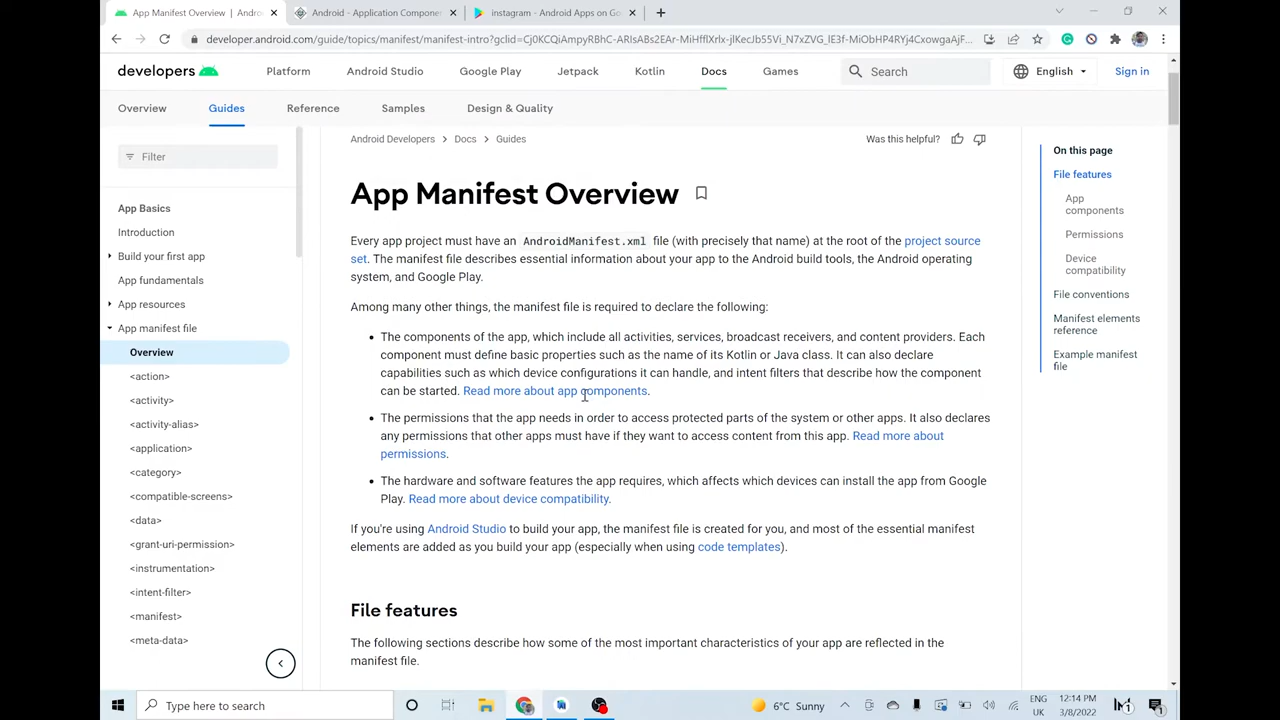 App Manifest Overview | Andro
Android - Application Componen
instagram - Android Apps on Go
developer.android.com/guide/topics/manifest/manifest-intro?gclid=
developers
Platform
Android Studio
Google Play
Jetpack
Kotlin
Docs
Games
Search
English
Sign in
Overview
Guides
Reference
Samples
Design & Quality
Filter
App Basics
Introduction
Build your first app
App fundamentals
App resources
App manifest file
Overview
<action>
<activity>
<activity-alias>
<application>
<category>
<compatible-screens>
<data>
<grant-uri-permission>
<instrumentation>
<intent-filter>
<manifest>
<meta-data>
Android Developers > Docs > Guides
Was this helpful?
App Manifest Overview
Every app project must have an AndroidManifest.xml file (with precisely that name) at the root of the project source
set. The manifest file describes essential information about your app to the Android build tools, the Android operating
system, and Google Play.
Among many other things, the manifest file is required to declare the following:
• The components of the app, which include all activities, services, broadcast receivers, and content providers. Each
component must define basic properties such as the name of its Kotlin or Java class. It can also declare
capabilities such as which device configurations it can handle, and intent filters that describe how the component
can be started. Read more about app components.
• The permissions that the app needs in order to access protected parts of the system or other apps. It also declares
any permissions that other apps must have if they want to access content from this app. Read more about
permissions.
• The hardware and software features the app requires, which affects which devices can install the app from Google
Play. Read more about device compatibility.
If you're using Android Studio to build your app, the manifest file is created for you, and most of the essential manifest
elements are added as you build your app (especially when using code templates).
File features
The following sections describe how some of the most important characteristics of your app are reflected in the
manifest file.
On this page
File features
App
components
Permissions
Device
compatibility
File conventions
Manifest elements
reference
Example manifest
file
Type here to search
6°C Sunny
ENG
UK
12:14 PM
3/8/2022